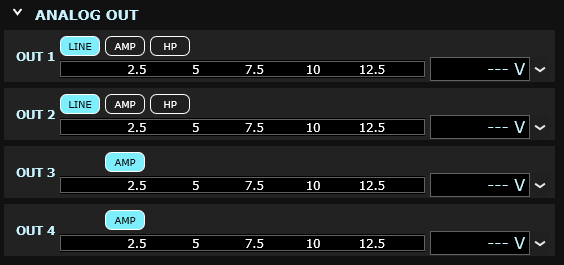 ANALOG OUT
LINE AMP HP
OUT 1 2.5 5 7.5 10 12.5 --- V
LINE AMP HP
OUT 2 2.5 5 7.5 10 12.5 --- V
AMP
OUT 3 2.5 5 7.5 10 12.5 --- V
AMP
OUT 4 2.5 5 7.5 10 12.5 --- V